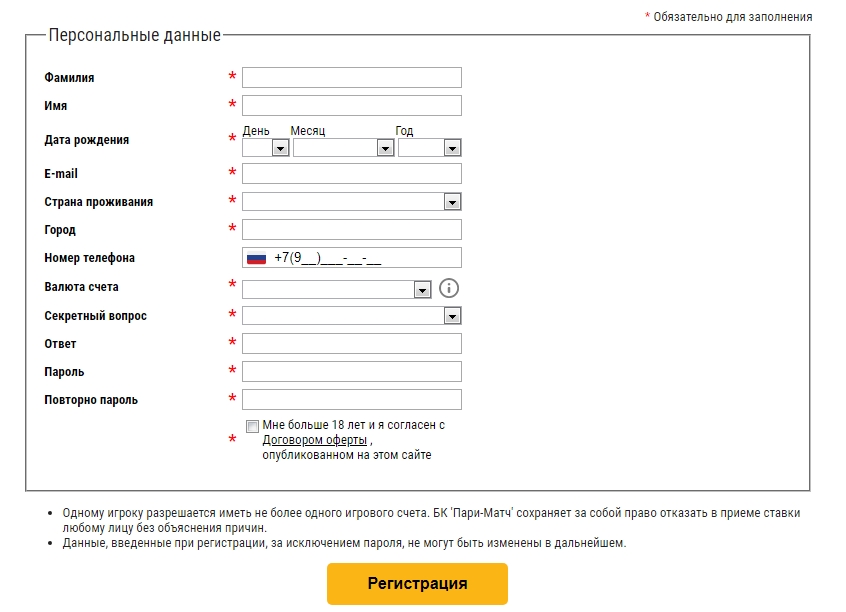 * Обязательно для заполнения
Персональные данные
Фамилия *
Имя *
День Месяц Год
Дата рождения *
E-mail *
Страна проживания *
Город *
Номер телефона +7(9__)___-__-__
Валюта счета *
Секретный вопрос *
Ответ *
Пароль *
Повторно пароль *
Мне больше 18 лет и я согласен с
* Договором оферты ,
опубликованном на этом сайте
• Одному игроку разрешается иметь не более одного игрового счета. БК 'Пари-Матч' сохраняет за собой право отказать в приеме ставки
любому лицу без объяснения причин.
• Данные, введенные при регистрации, за исключением пароля, не могут быть изменены в дальнейшем.
Регистрация